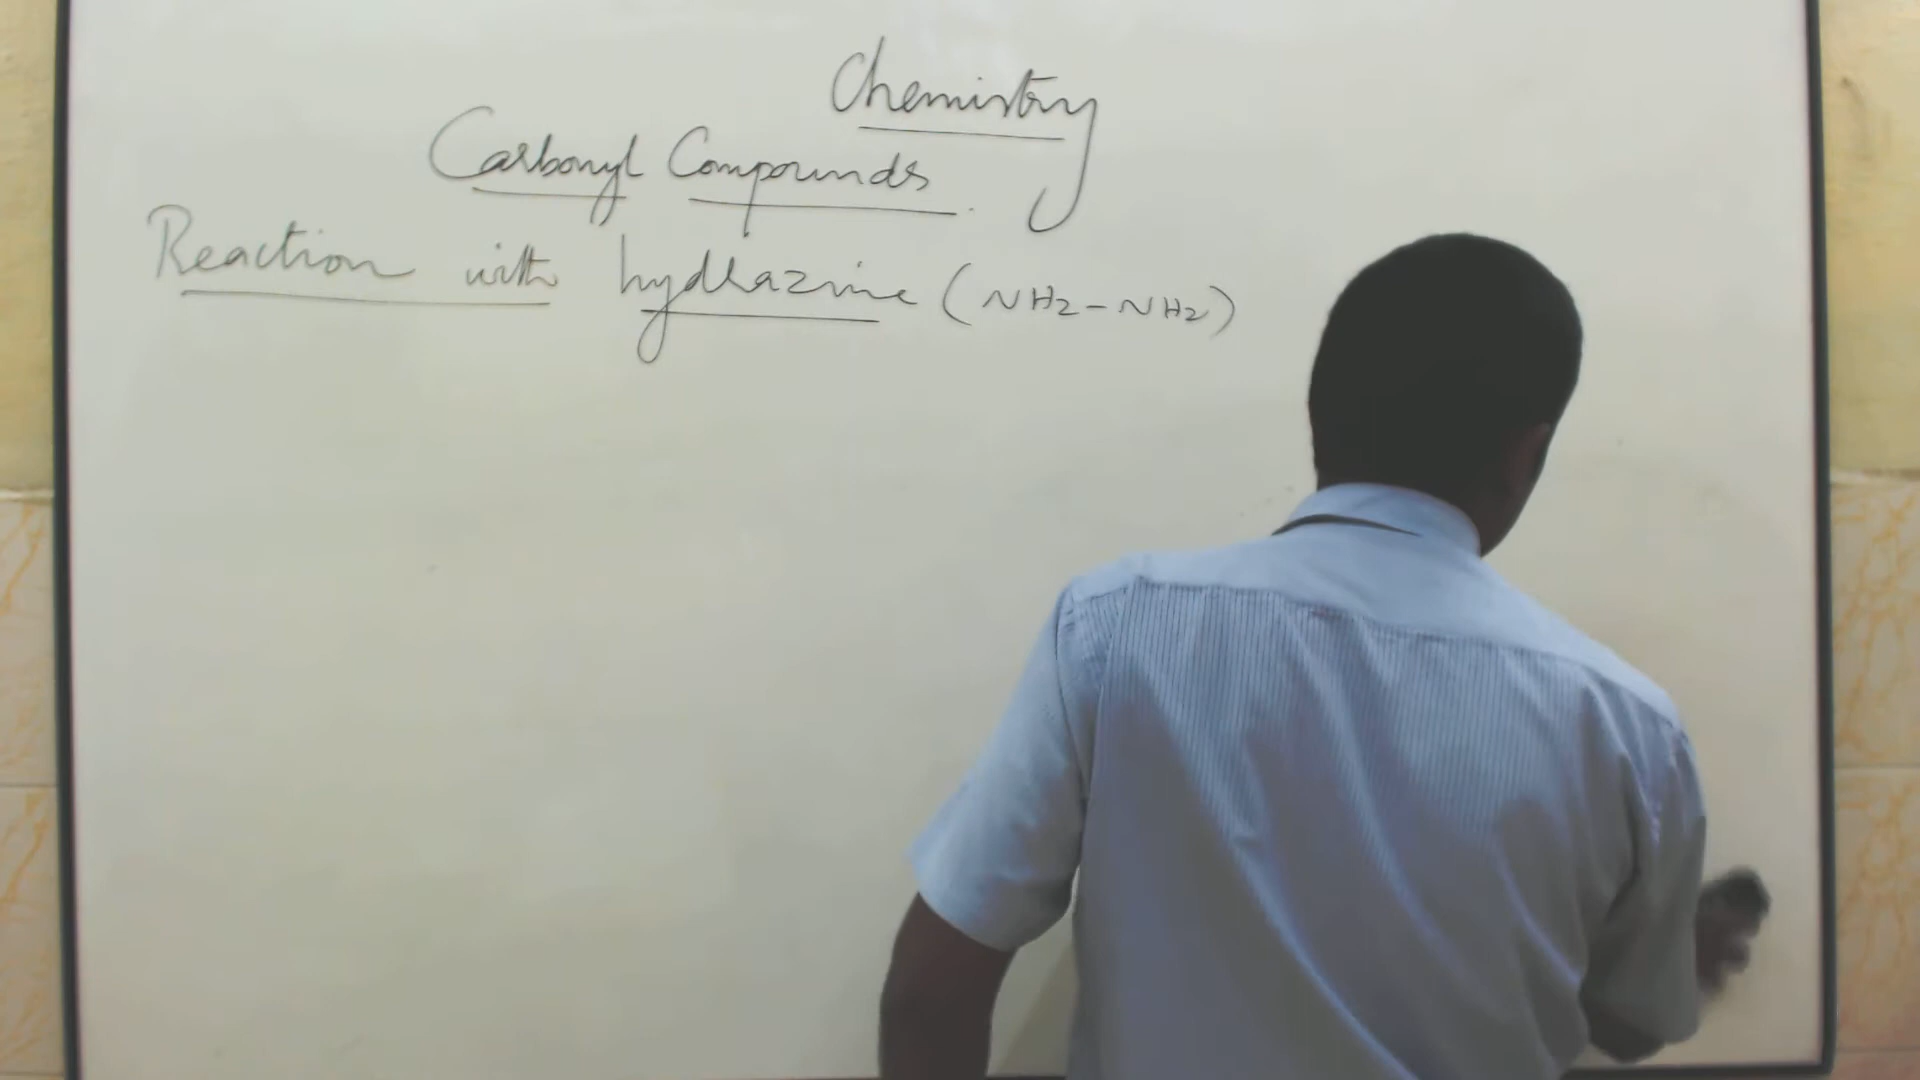 Chemistry
Carbonyl Compounds.
Reaction with hydrazine (NH2-NH2)